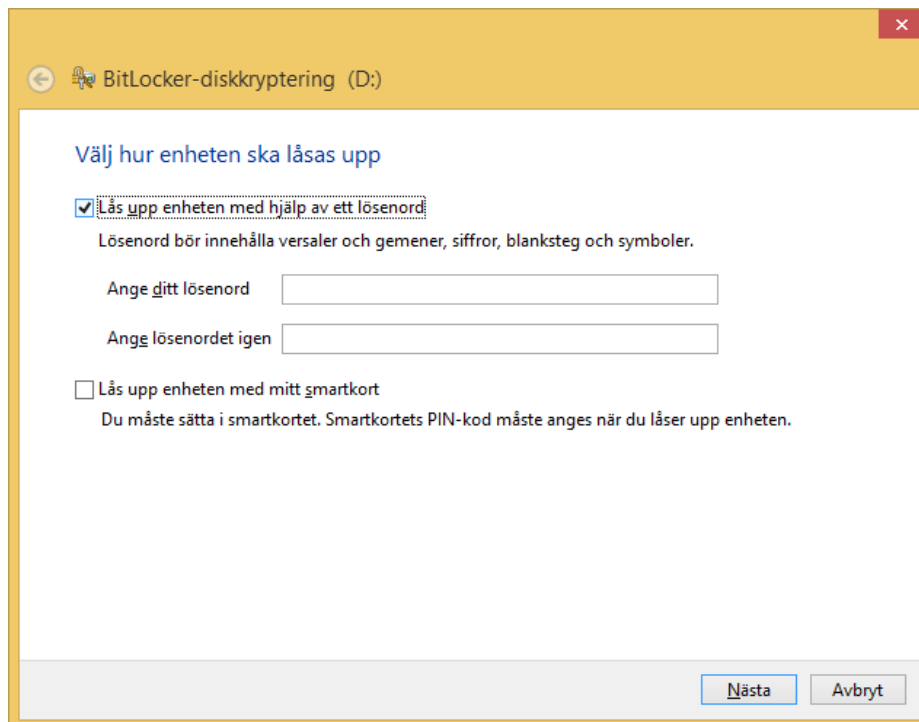 BitLocker-diskkryptering (D:)
Välj hur enheten ska låsas upp
Lås upp enheten med hjälp av ett lösenord
Lösenord bör innehålla versaler och gemener, siffror, blanksteg och symboler.
Ange ditt lösenord
Ange lösenordet igen
Lås upp enheten med mitt smartkort
Du måste sätta i smartkortet. Smartkortets PIN-kod måste anges när du låser upp enheten.
Nästa Avbryt